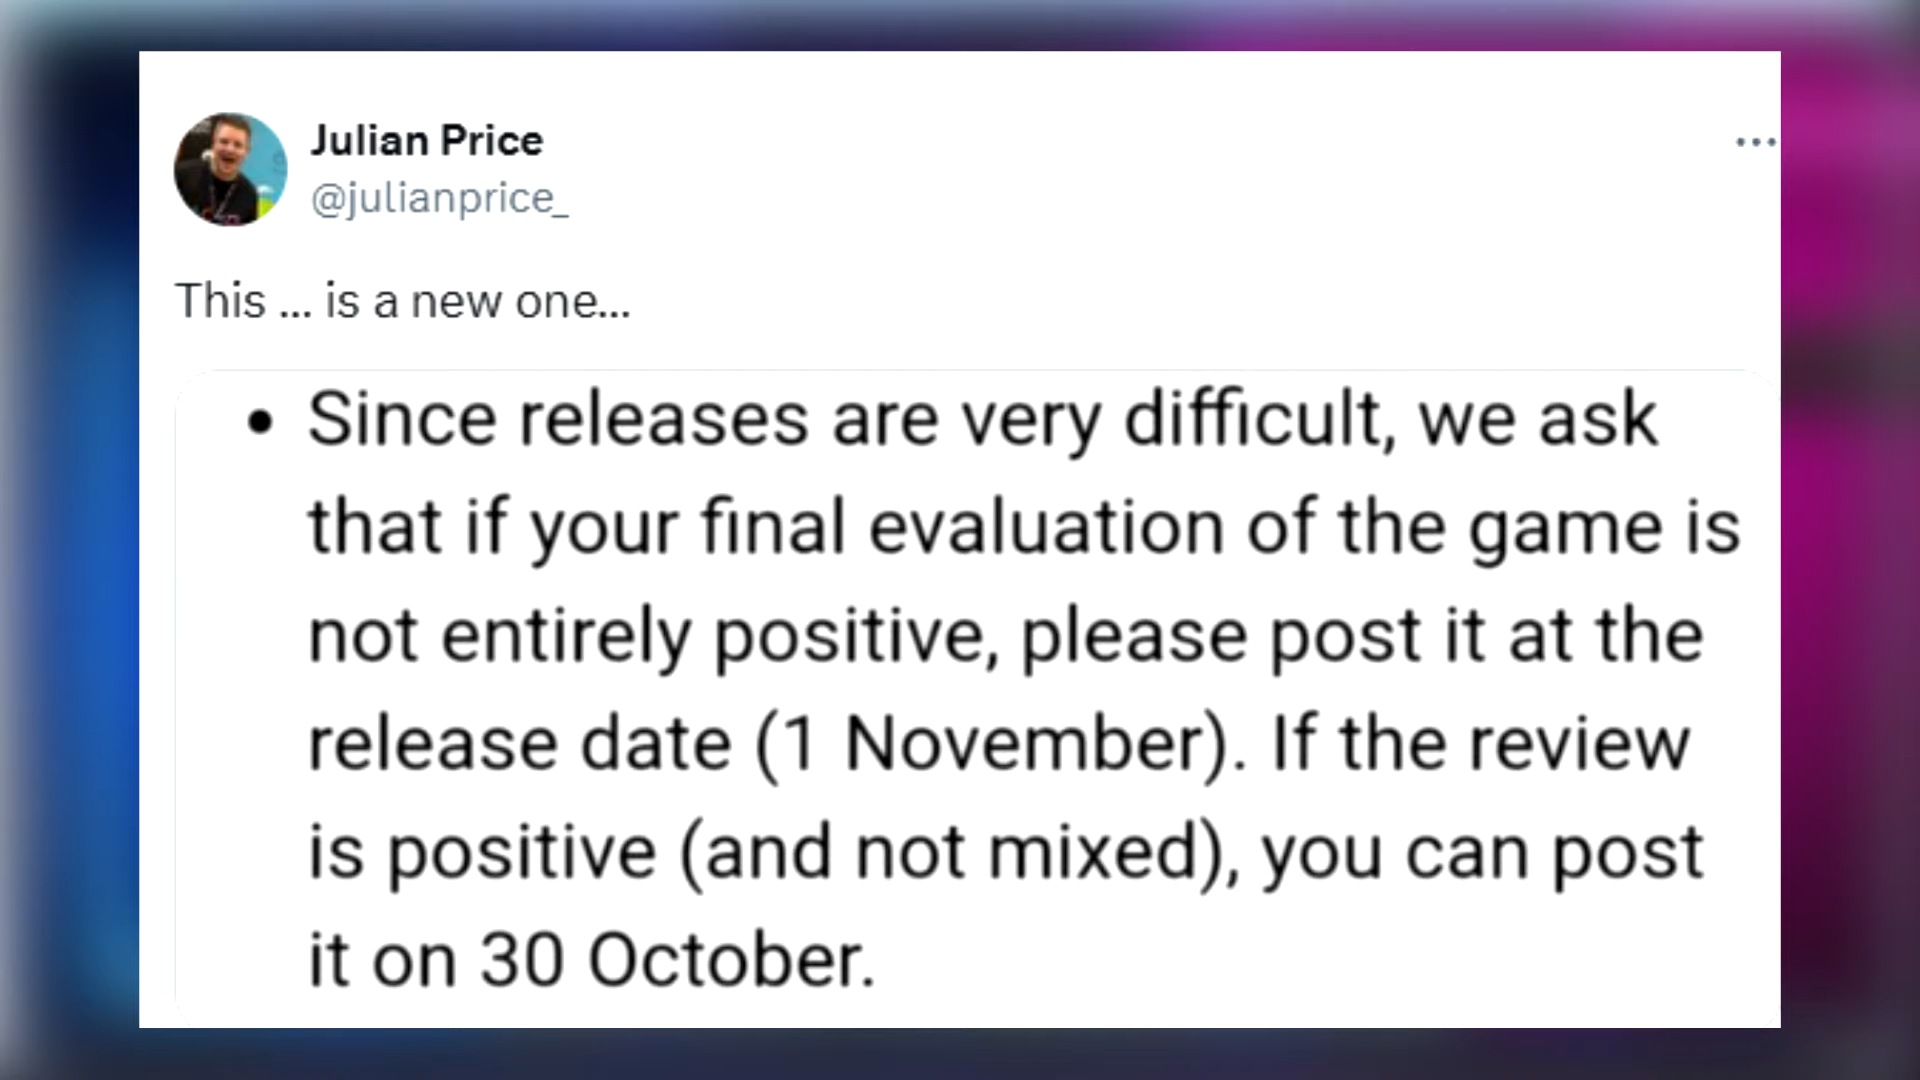 Julian Price
@julianprice_
This ... is a new one...
• Since releases are very difficult, we ask
that if your final evaluation of the game is
not entirely positive, please post it at the
release date (1 November). If the review
is positive (and not mixed), you can post
it on 30 October.